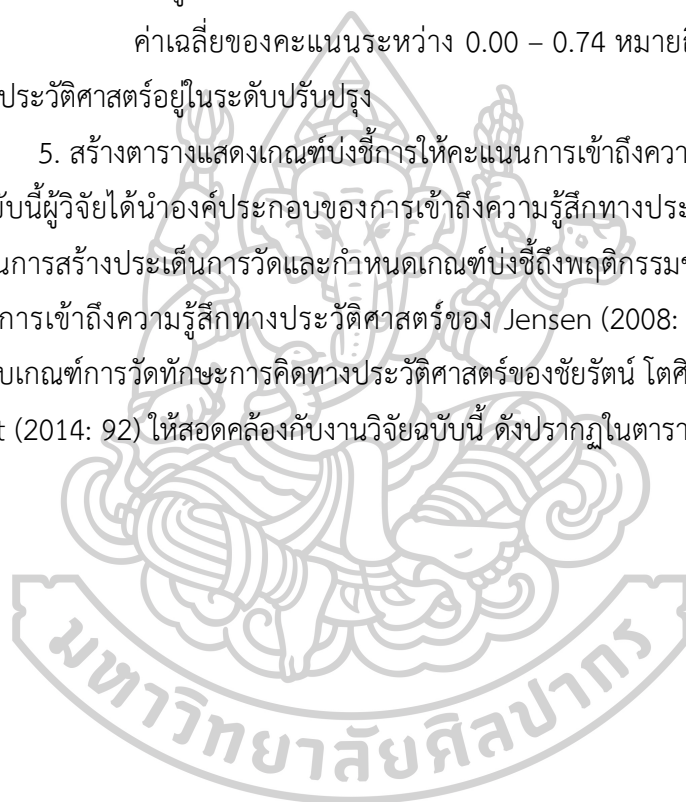 ค่าเฉลี่ยของคะแนนระหว่าง 0.00 – 0.74
ประวัติศาสตร์อยู่ในระดับปรับปรุง
5. สร้างตารางแสดงเกณฑ์บ่งชี้การให้คะแนนการเข้าถึงความ
บับนี้ผู้วิจัยได้นำองค์ประกอบของการเข้าถึงความรู้สึกทางประ
นการสร้างประเด็นการวัดและกำหนดเกณฑ์บ่งชี้ถึงพฤติกรรม
การเข้าถึงความรู้สึกทางประวัติศาสตร์ของ Jensen (2008:
บเกณฑ์การวัดทักษะการคิดทางประวัติศาสตร์ของชัยรัตน์ โตศิ
t (2014: 92) ให้สอดคล้องกับงานวิจัยฉบับนี้ ดังปรากฏในตารา
มหาวิทยาลัยศิลปากร